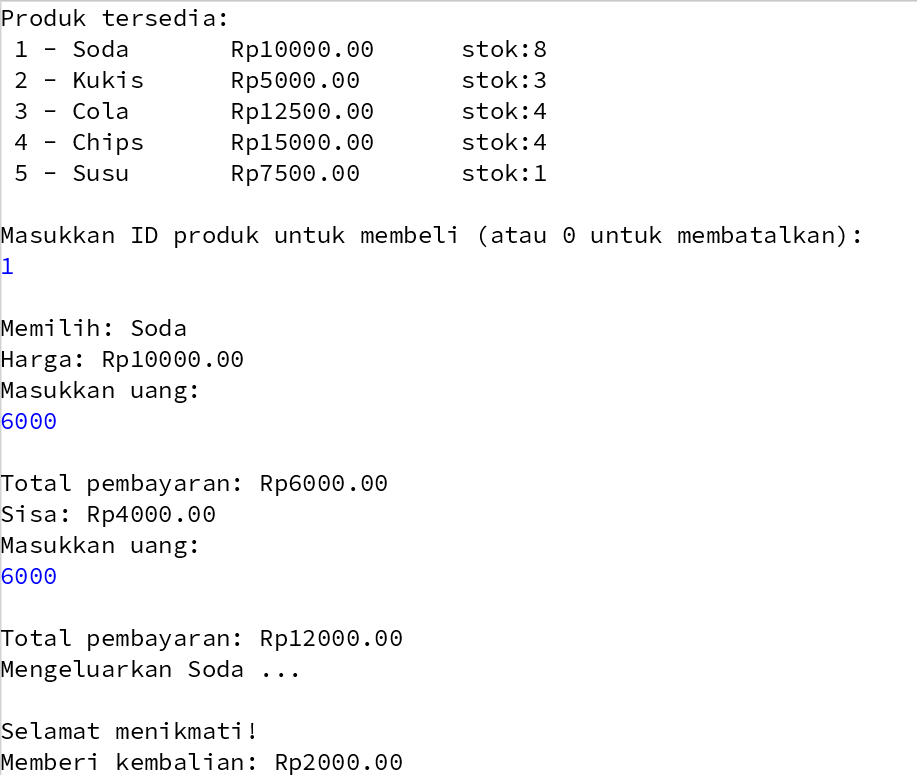 Produk tersedia:
1 – Soda Rp10000.00 stok:8
2 – Kukis Rp5000.00 stok:3
3 – Cola Rp12500.00 stok:4
4 – Chips Rp15000.00 stok:4
5 – Susu Rp7500.00 stok:1
Masukkan ID produk untuk membeli (atau 0 untuk membatalkan):
1
Memilih: Soda
Harga: Rp10000.00
Masukkan uang:
6000
Total pembayaran: Rp6000.00
Sisa: Rp4000.00
Masukkan uang:
6000
Total pembayaran: Rp12000.00
Mengeluarkan Soda ...
Selamat menikmati!
Memberi kembalian: Rp2000.00